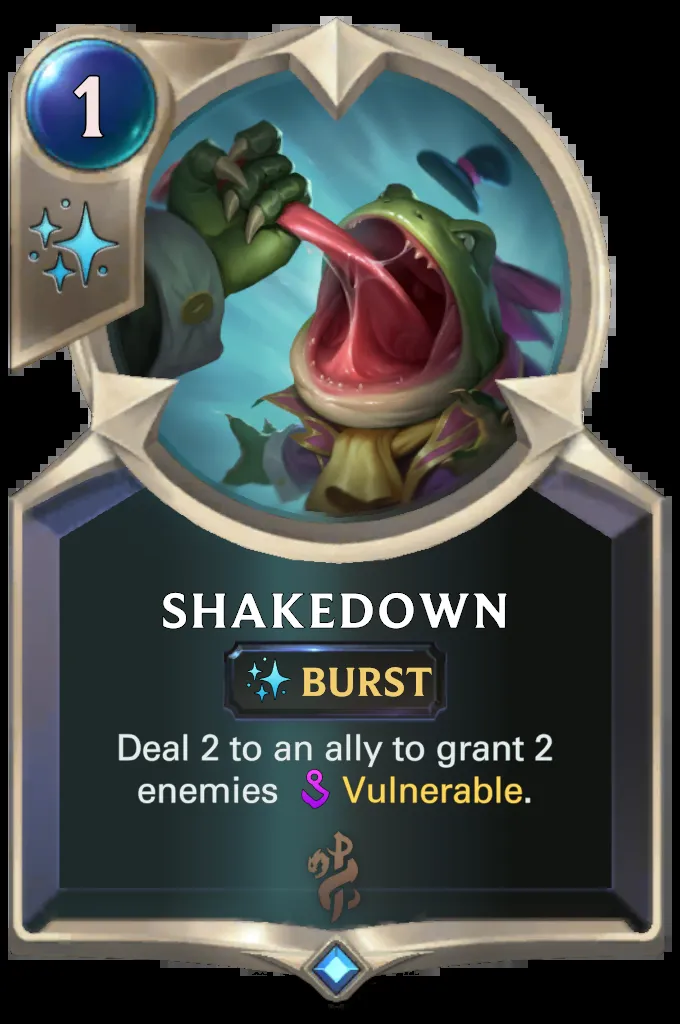 1
SHAKEDOWN
BURST
Deal 2 to an ally to grant 2
enemies Vulnerable.